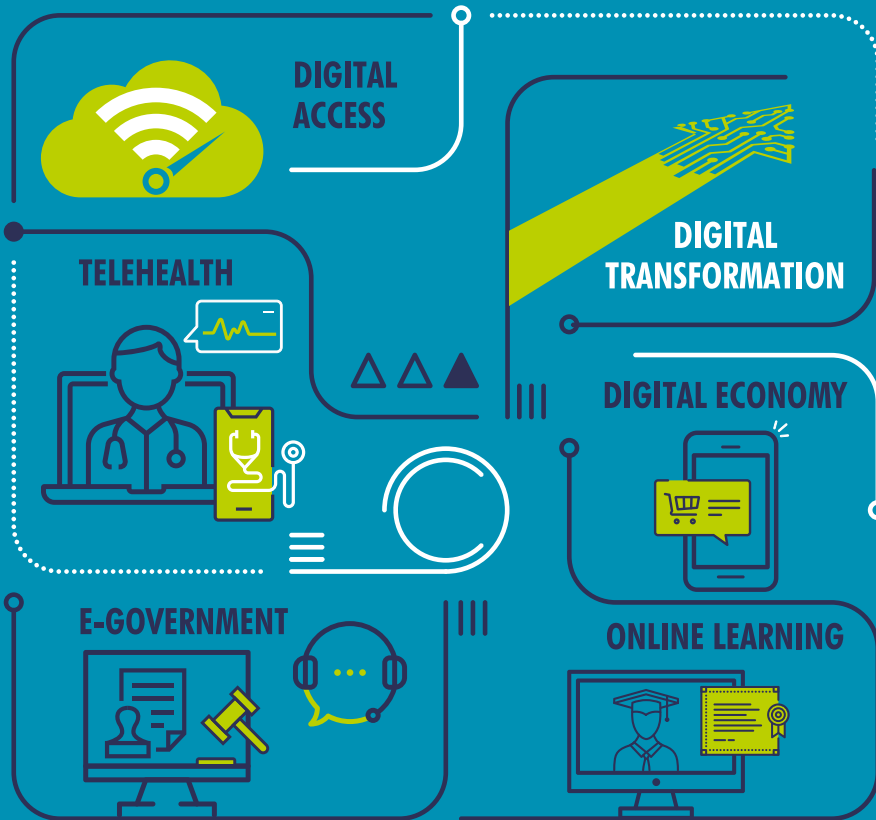 DIGITAL
ACCESS
DIGITAL
TRANSFORMATION
TELEHEALTH
DIGITAL ECONOMY
E-GOVERNMENT
ONLINE LEARNING